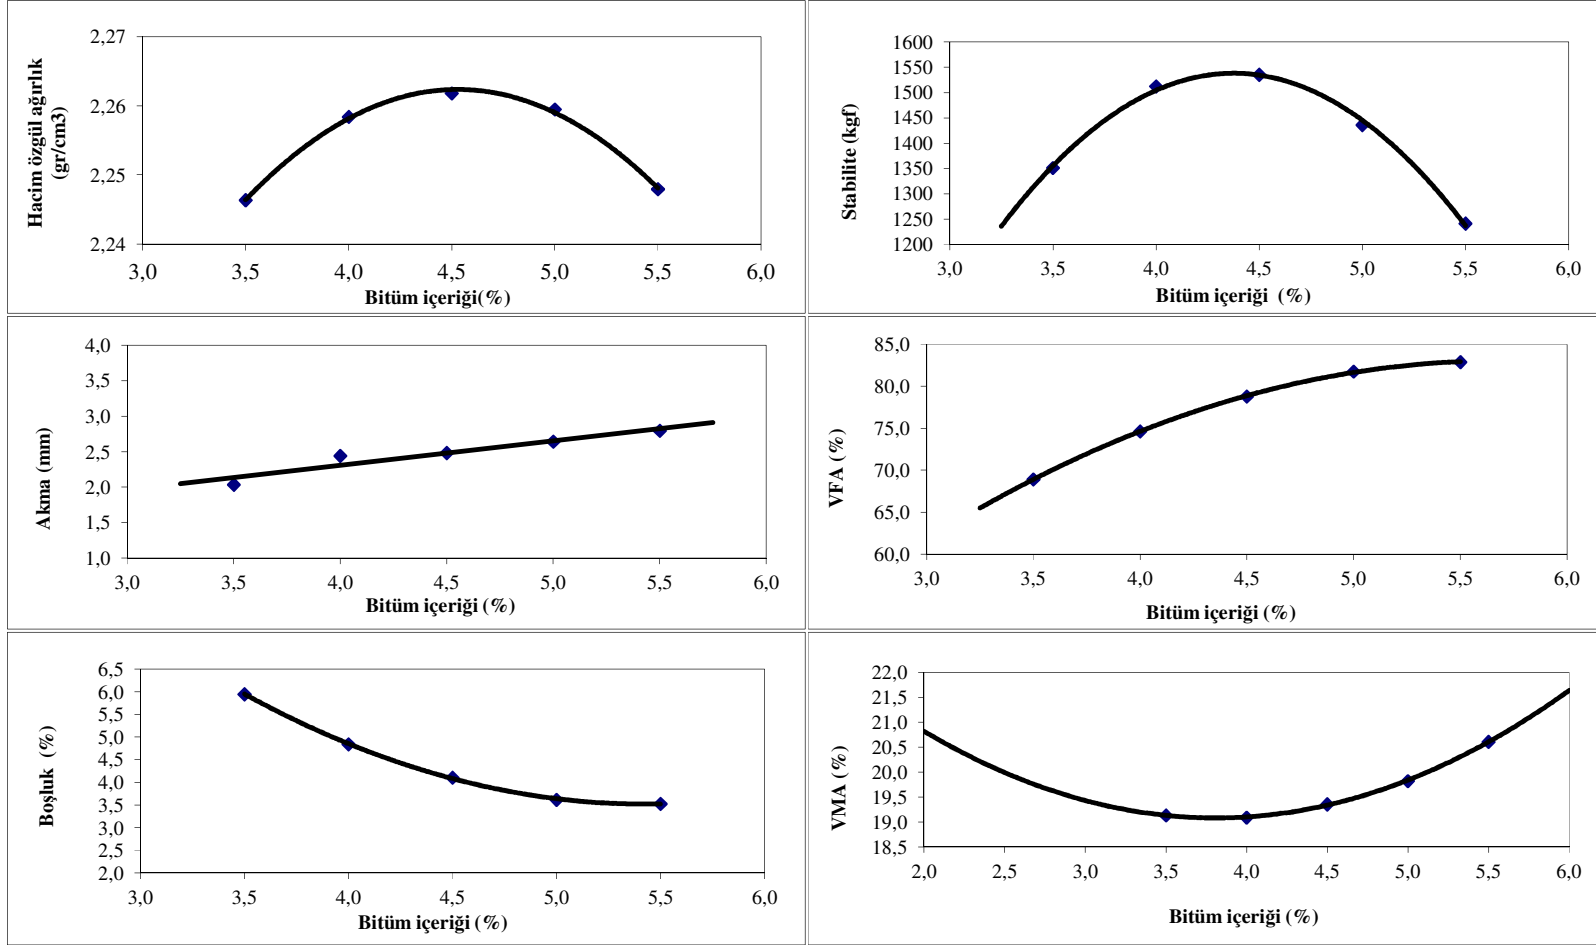 Hacim özgül ağırlık
(gr/cm3)
2,27
2,26
2,25
2,24
3,0 3,5 4,0 4,5 5,0 5,5 6,0
Bitüm içeriği(%)
Stabilite (kgf)
1600
1550
1500
1450
1400
1350
1300
1250
1200
3,0 3,5 4,0 4,5 5,0 5,5 6,0
Bitüm içeriği (%)
Akma (mm)
4,0
3,5
3,0
2,5
2,0
1,5
1,0
3,0 3,5 4,0 4,5 5,0 5,5 6,0
Bitüm içeriği (%)
VFA (%)
85,0
80,0
75,0
70,0
65,0
60,0
3,0 3,5 4,0 4,5 5,0 5,5 6,0
Bitüm içeriği (%)
Boşluk (%)
6,5
6,0
5,5
5,0
4,5
4,0
3,5
3,0
2,5
2,0
3,0 3,5 4,0 4,5 5,0 5,5 6,0
Bitüm içeriği (%)
VMA (%)
22,0
21,5
21,0
20,5
20,0
19,5
19,0
18,5
2,0 2,5 3,0 3,5 4,0 4,5 5,0 5,5 6,0
Bitüm içeriği (%)